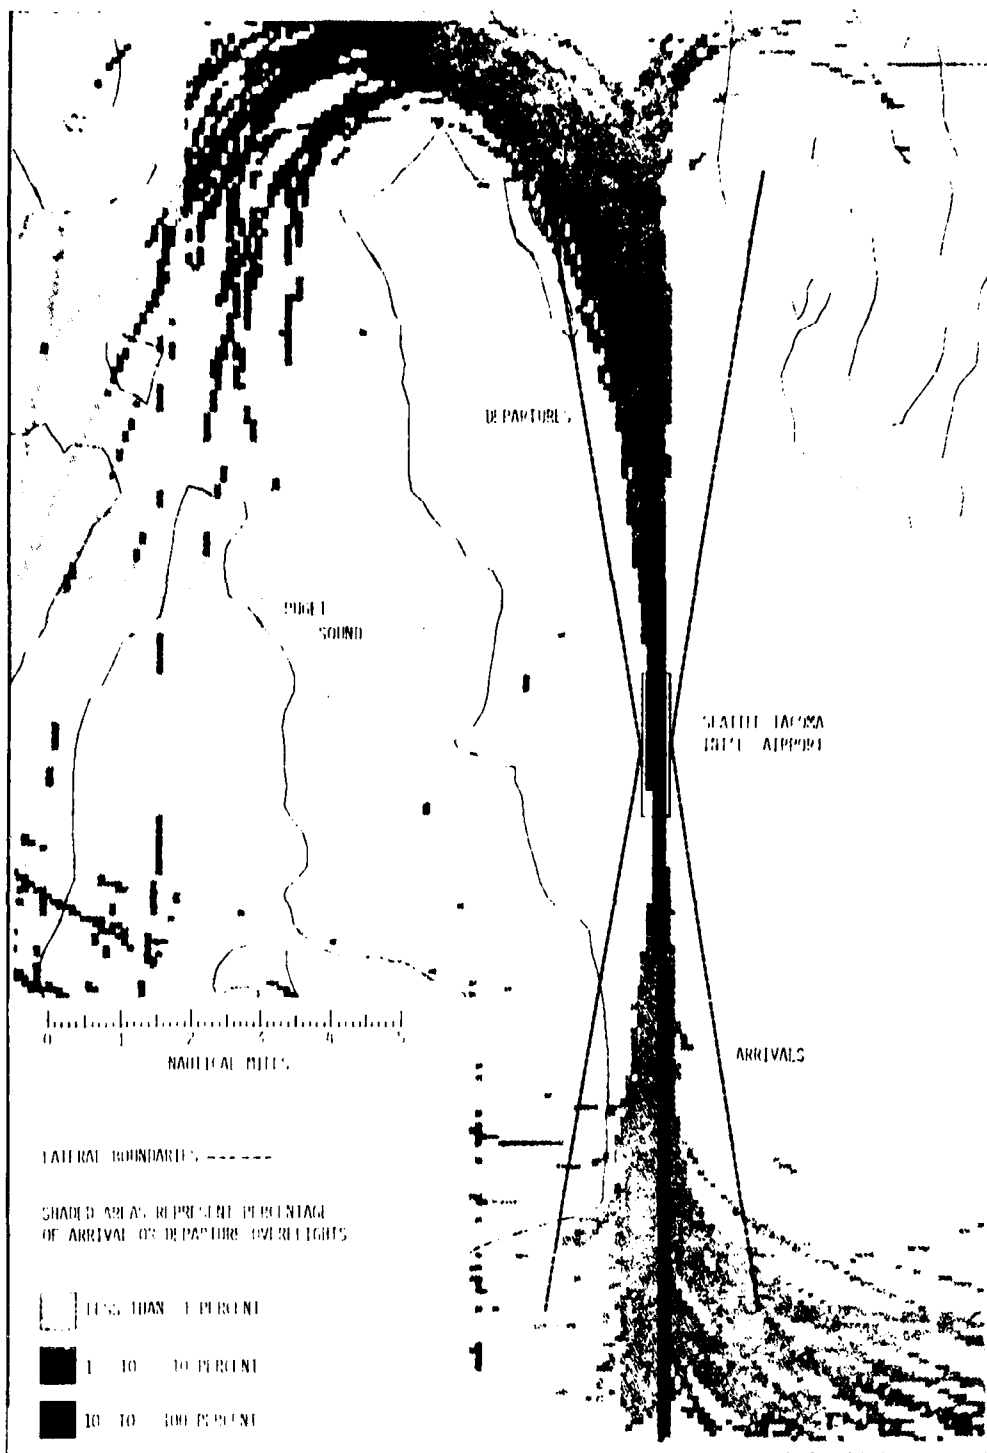 DEPARTURES
PUGET
SOUND
SEATTLE TACOMA
INT'L AIRPORT
0 1 2 3 4 5
NAUTICAL MILES
ARRIVALS
LATERAL BOUNDARIES ------
SHADED AREAS REPRESENT PERCENTAGE
OF ARRIVAL OR DEPARTURE OVERFLIGHTS
LESS THAN 1 PERCENT
1 TO 10 PERCENT
10 TO 100 PERCENT